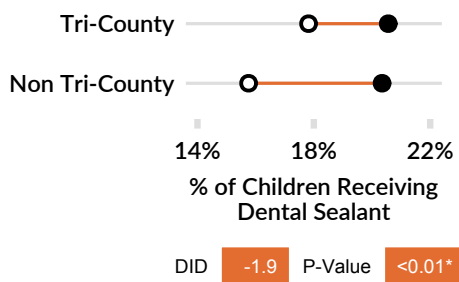 Tri-County
Non Tri-County
14% 18% 22%
% of Children Receiving
Dental Sealant
DID -1.9 P-Value <0.01*